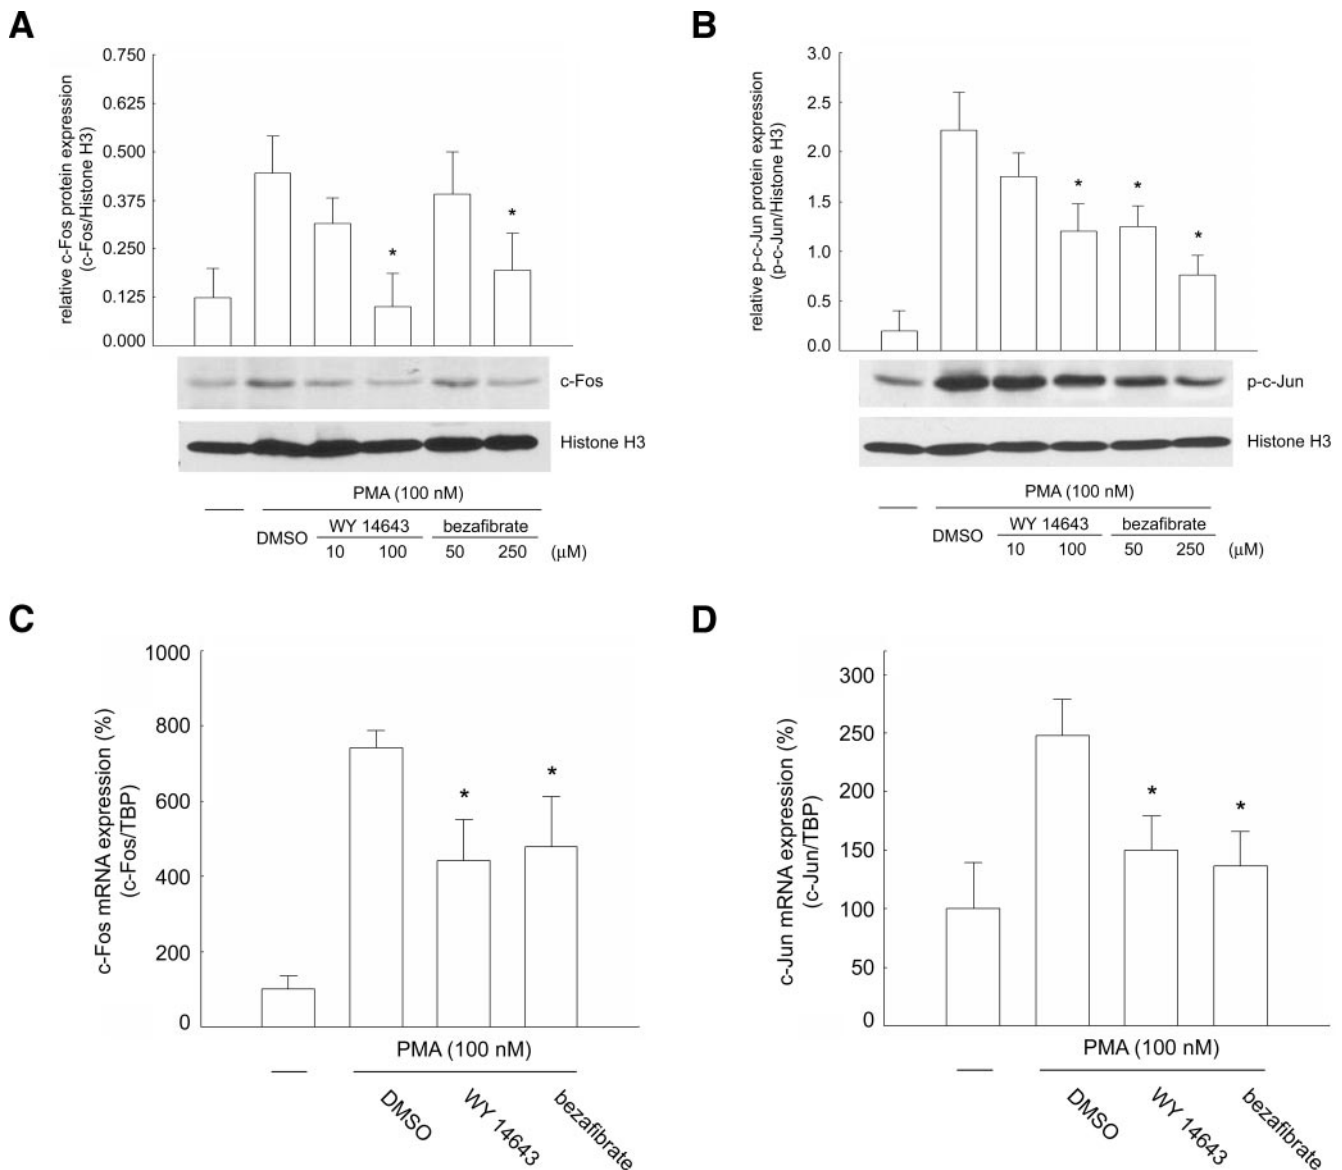 A
relative c-Fos protein expression
(c-Fos/Histone H3)
0.750
0.625
0.500
0.375
0.250
0.125
0.000
*
*
c-Fos
Histone H3
PMA (100 nM)
DMSO
WY 14643
bezafibrate
10
100
50
250
(μM)
B
relative p-c-Jun protein expression
(p-c-Jun/Histone H3)
3.0
2.5
2.0
1.5
1.0
0.5
0.0
*
*
*
p-c-Jun
Histone H3
PMA (100 nM)
DMSO
WY 14643
bezafibrate
10
100
50
250
(μM)
C
c-Fos mRNA expression (%)
(c-Fos/TBP)
1000
800
600
400
200
0
*
*
PMA (100 nM)
DMSO
WY 14643
bezafibrate
D
c-Jun mRNA expression (%)
(c-Jun/TBP)
300
250
200
150
100
50
0
*
*
PMA (100 nM)
DMSO
WY 14643
bezafibrate